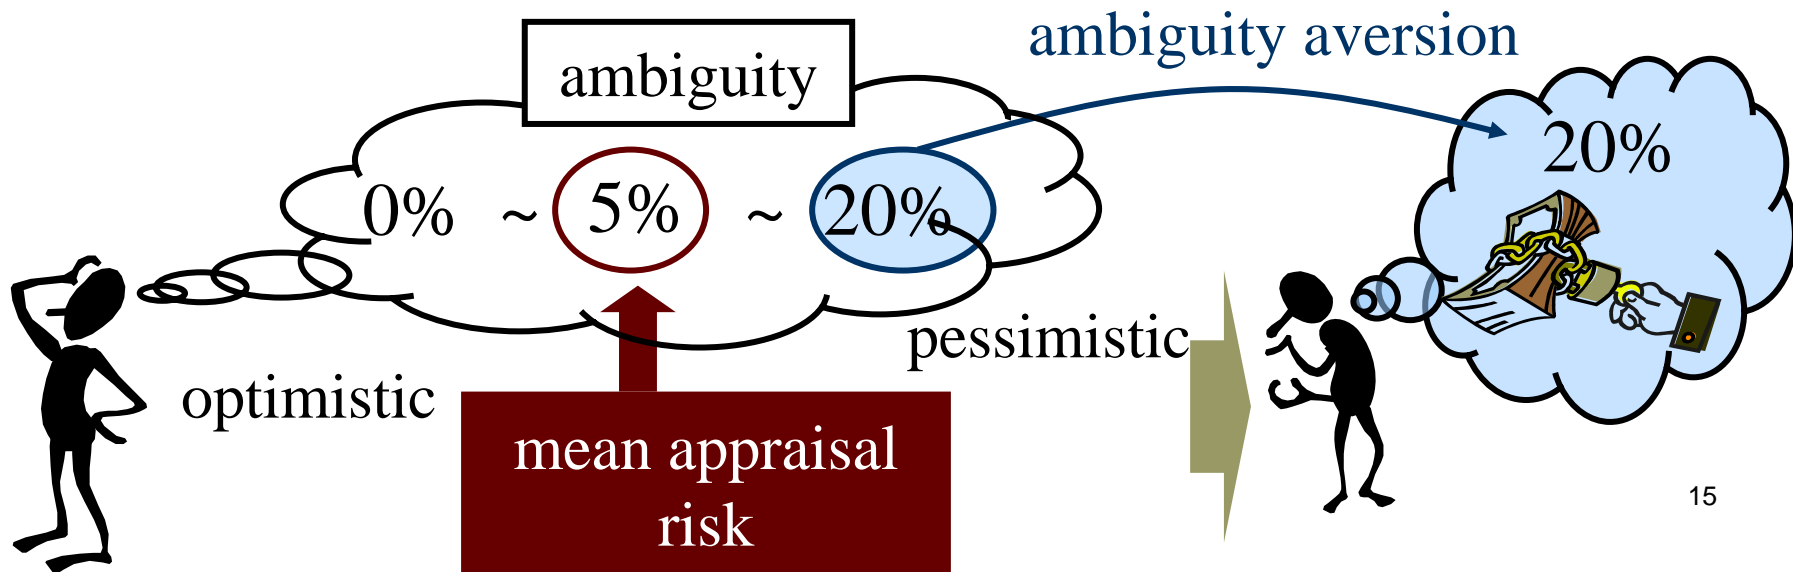 ambiguity aversion
ambiguity
20%
0% ~ 5% ~ 20%
pessimistic
optimistic
mean appraisal
risk
15